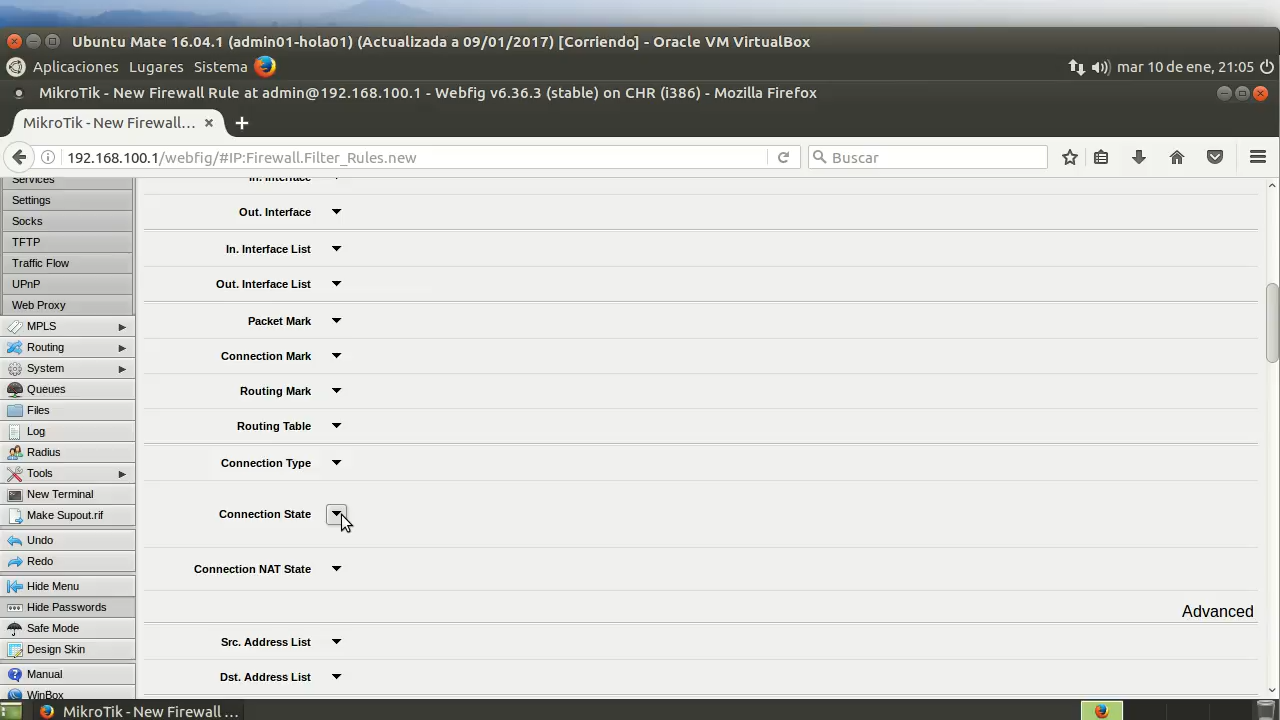 Ubuntu Mate 16.04.1 (admin01-hola01) (Actualizada a 09/01/2017) [Corriendo] - Oracle VM VirtualBox
Aplicaciones Lugares Sistema mar 10 de ene, 21:05
MikroTik - New Firewall Rule at admin@192.168.100.1 - Webfig v6.36.3 (stable) on CHR (i386) - Mozilla Firefox
MikroTik - New Firewall...
192.168.100.1/webfig/#IP:Firewall.Filter_Rules.new Buscar
Services
Settings
Socks
TFTP
Traffic Flow
UPnP
Web Proxy
MPLS
Routing
System
Queues
Files
Log
Radius
Tools
New Terminal
Make Supout.rif
Undo
Redo
Hide Menu
Hide Passwords
Safe Mode
Design Skin
Manual
WinBox
In. Interface
Out. Interface
In. Interface List
Out. Interface List
Packet Mark
Connection Mark
Routing Mark
Routing Table
Connection Type
Connection State
Connection NAT State
Advanced
Src. Address List
Dst. Address List
MikroTik - New Firewall ...